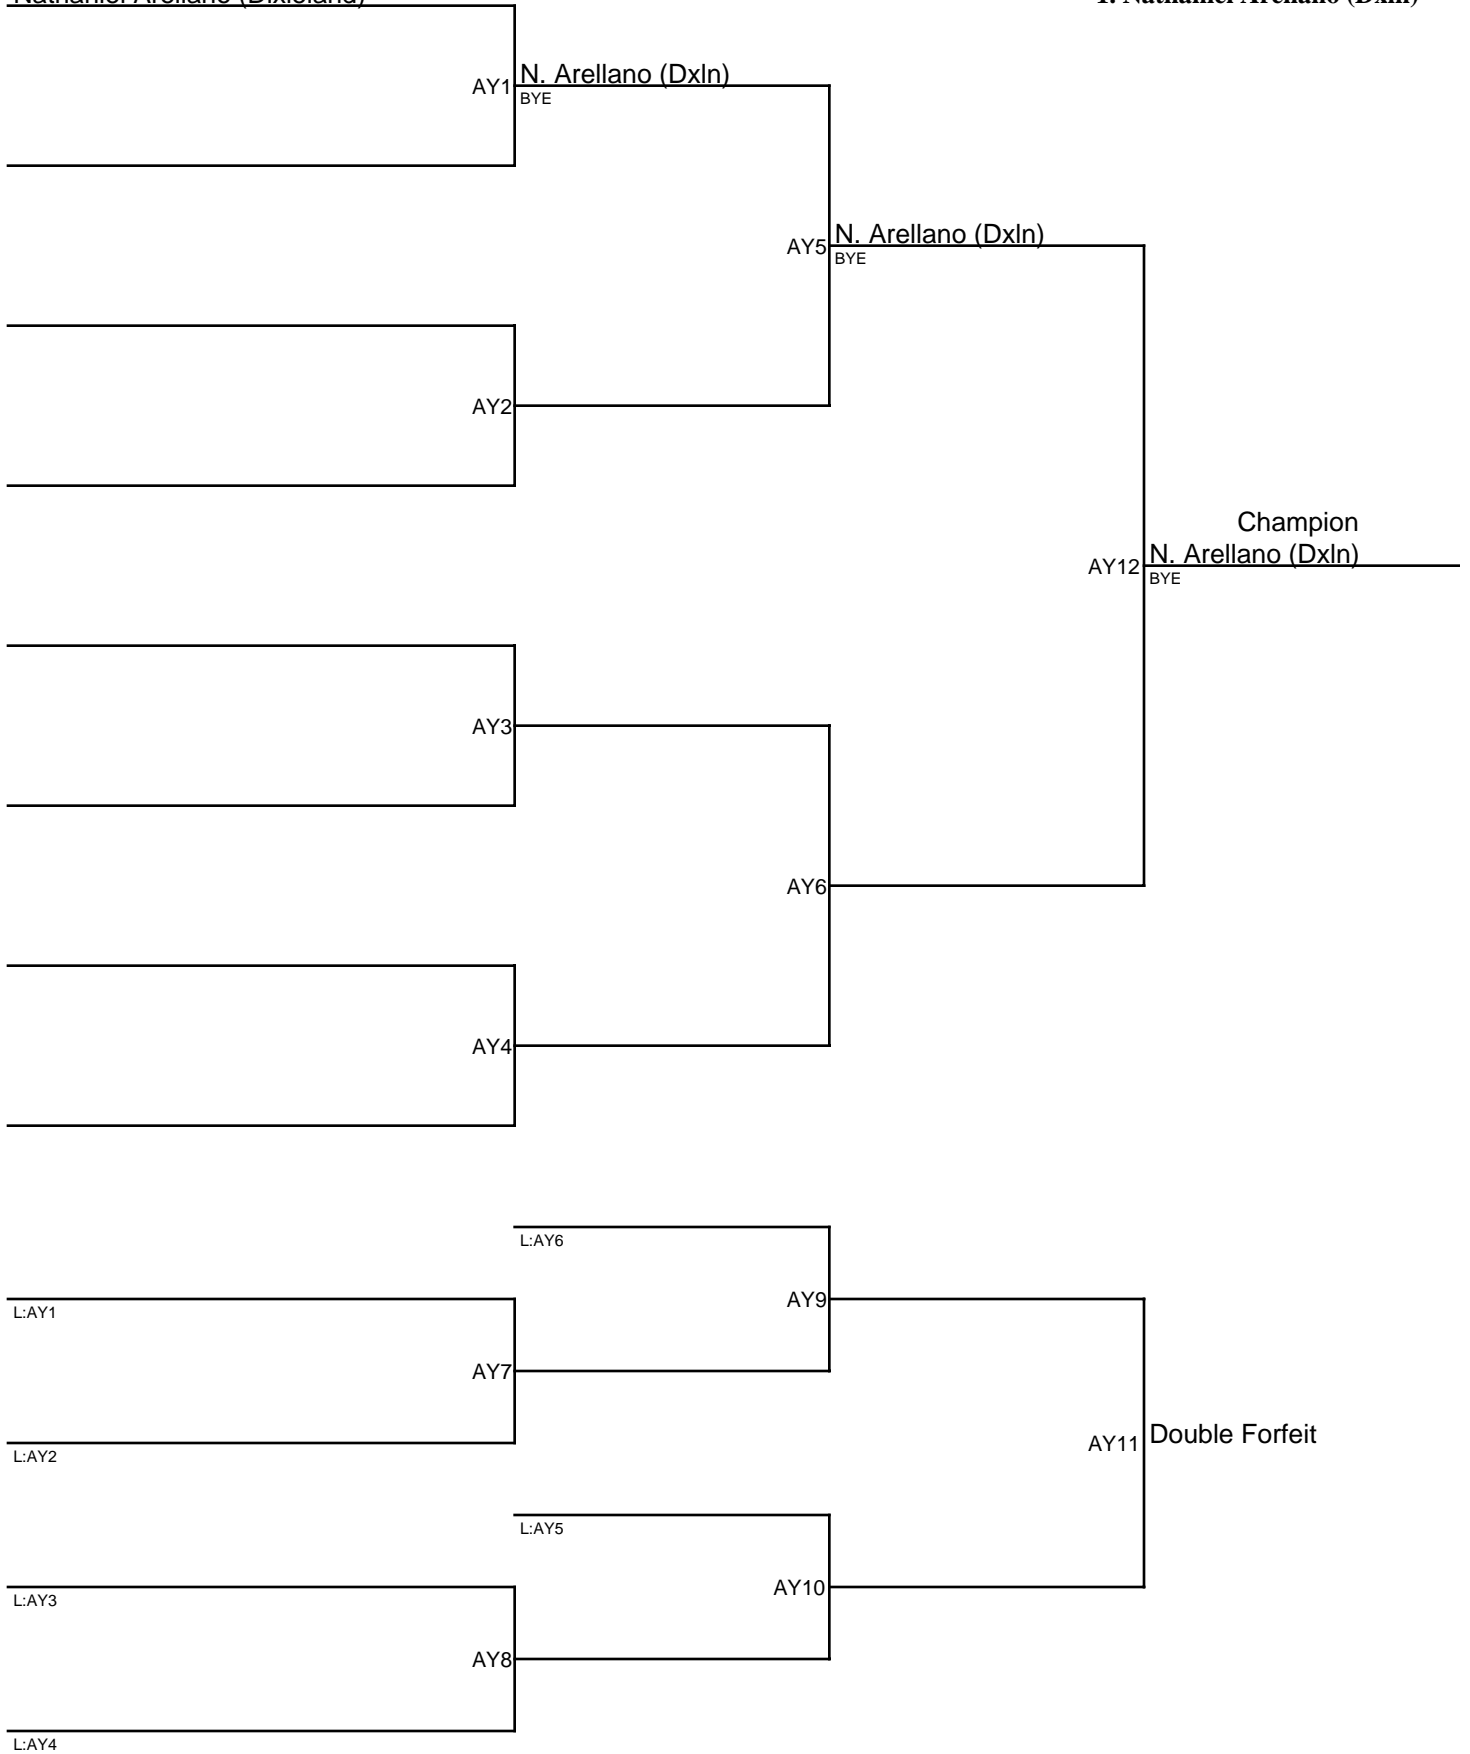 Nathaniel Arellano (Dixieland)
1. Nathaniel Arellano (Dxln)
AY1
N. Arellano (Dxln)
BYE
AY5
N. Arellano (Dxln)
BYE
AY2
Champion
AY12
N. Arellano (Dxln)
BYE
AY3
AY6
AY4
L:AY6
AY9
L:AY1
AY7
AY11
Double Forfeit
L:AY2
L:AY5
AY10
L:AY3
AY8
L:AY4